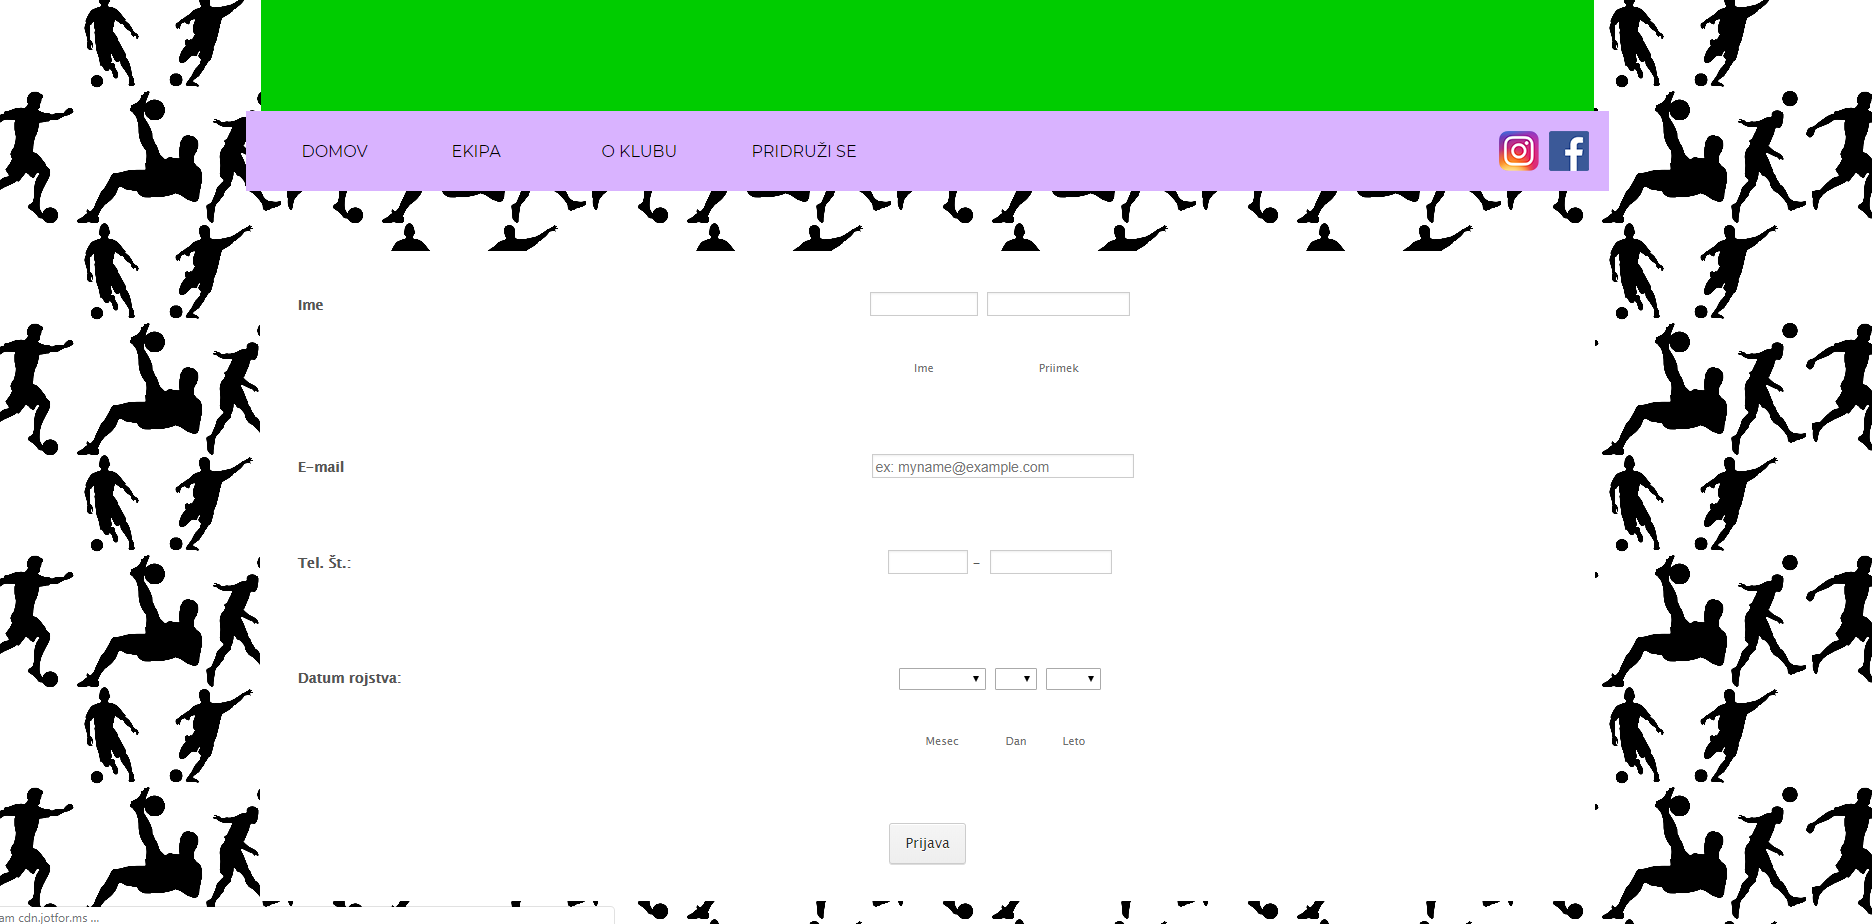 DOMOV EKIPA O KLUBU PRIDRUŽI SE
Ime
Ime Priimek
E-mail ex: myname@example.com
Tel. Št.: -
Datum rojstva:
Mesec Dan Leto
Prijava
am cdn.jotfor.ms ...